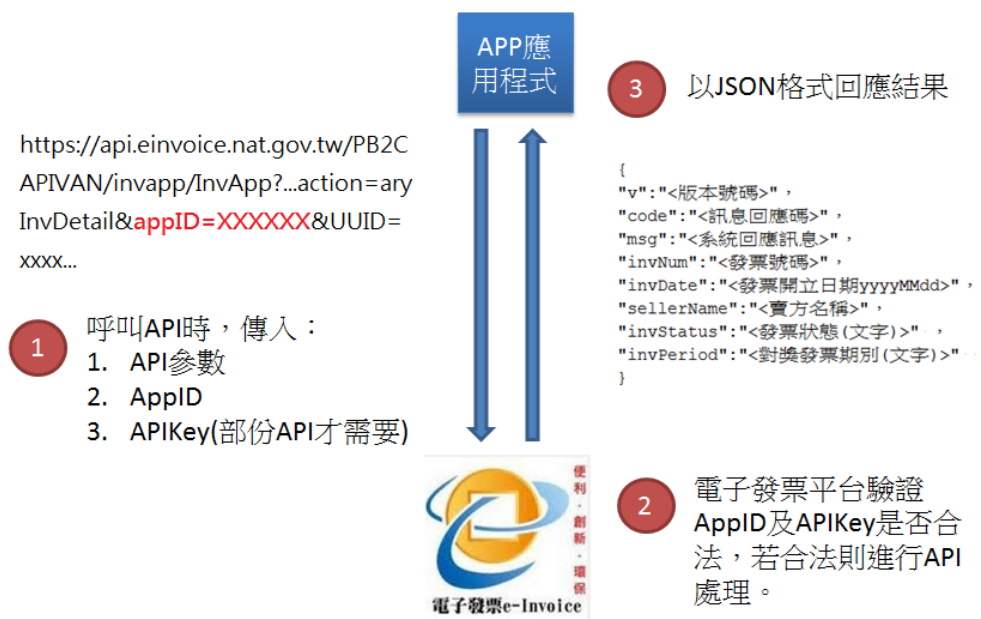 APP應
用程式
3
以JSON格式回應結果
https://api.einvoice.nat.gov.tw/PB2C
APIVAN/invapp/InvApp?...action=qry
InvDetail&appID=XXXXXX&UUID=
xxxx...
{
"v":"<版本號碼>",
"code":"<訊息回應碼>",
"msg":"<系統回應訊息>",
"invNum":"<發票號碼>",
"invDate":"<發票開立日期yyyyMMdd>",
"sellerName":"<賣方名稱>",
"invStatus":"<發票狀態(文字)>",
"invPeriod":"<對獎發票期別(文字)>"
}
1
呼叫API時，傳入：
1. API參數
2. AppID
3. APIKey(部份API才需要)
便利．創新．環保
電子發票e-Invoice
2
電子發票平台驗證
AppID及APIKey是否合
法，若合法則進行API
處理。